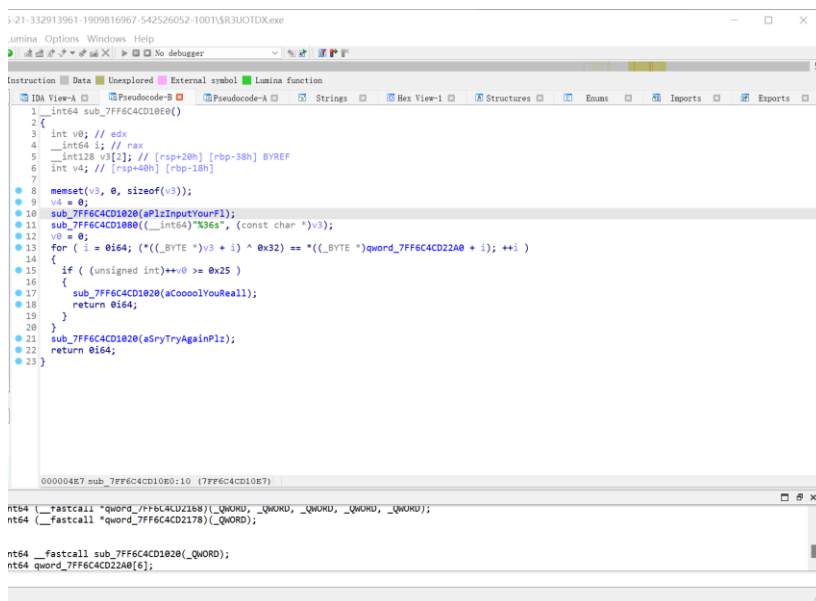 5-21-332913961-1909816967-542526052-1001\$R3UOTDX.exe
Lumina Options Windows Help
No debugger
Instruction Data Unexplored External symbol Lumina function
IDA View-A Pseudocode-B Pseudocode-A Strings Hex View-1 Structures Enums Imports Exports
1 __int64 sub_7FF6C4CD10E0()
2 {
3 int v0; // edx
4 __int64 i; // rax
5 __int128 v3[2]; // [rsp+20h] [rbp-38h] BYREF
6 int v4; // [rsp+40h] [rbp-18h]
7
8 memset(v3, 0, sizeof(v3));
9 v4 = 0;
10 sub_7FF6C4CD1020(aPlzInputYourFl);
11 sub_7FF6C4CD1080((__int64)"%36s", (const char *)v3);
12 v0 = 0;
13 for ( i = 0i64; (*((_BYTE *)v3 + i) ^ 0x32) == *((_BYTE *)qword_7FF6C4CD22A0 + i); ++i )
14 {
15 if ( (unsigned int)++v0 >= 0x25 )
16 {
17 sub_7FF6C4CD1020(aCoooolYouReall);
18 return 0i64;
19 }
20 }
21 sub_7FF6C4CD1020(aSryTryAgainPlz);
22 return 0i64;
23 }
000004E7 sub_7FF6C4CD10E0:10 (7FF6C4CD10E7)
nt64 (__fastcall *qword_7FF6C4CD2168)(_QWORD, _QWORD, _QWORD, _QWORD, _QWORD);
nt64 (__fastcall *qword_7FF6C4CD2178)(_QWORD);
nt64 __fastcall sub_7FF6C4CD1020(_QWORD);
nt64 qword_7FF6C4CD22A0[6];